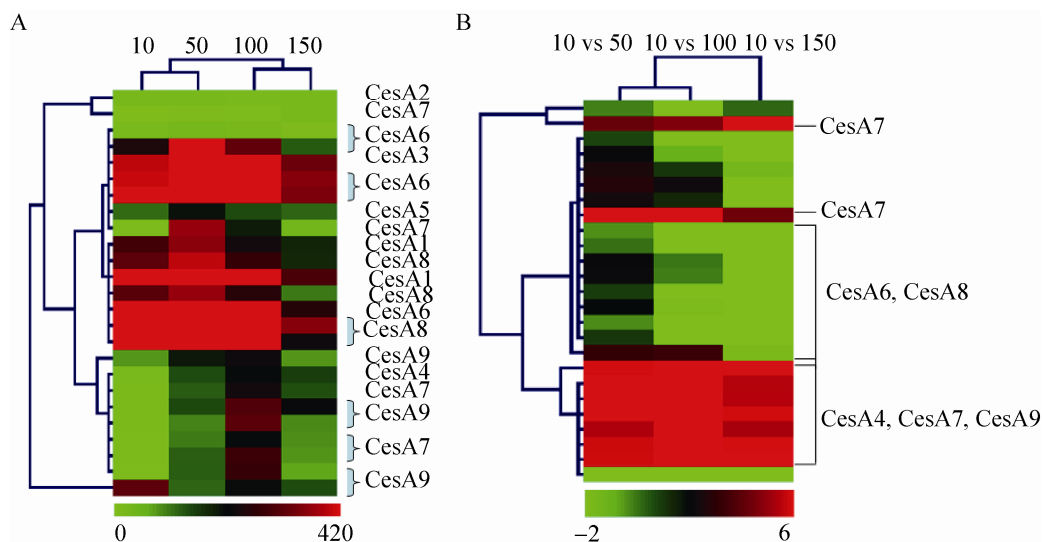 A
10 50 100 150
CesA2
CesA7
CesA6
CesA3
CesA6
CesA5
CesA7
CesA1
CesA8
CesA1
CesA8
CesA6
CesA8
CesA9
CesA4
CesA7
CesA9
CesA7
CesA9
0 420
B
10 vs 50 10 vs 100 10 vs 150
CesA7
CesA7
CesA6, CesA8
CesA4, CesA7, CesA9
−2 6